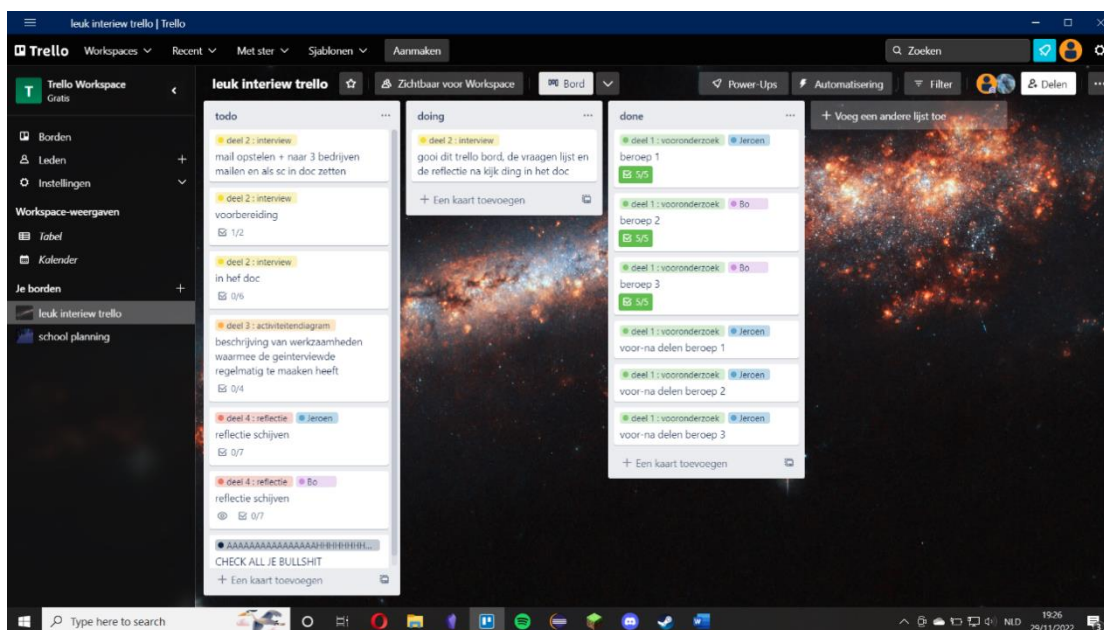 leuk interiew trello | Trello
Trello Workspaces Recent Met ster Sjablonen Aanmaken Zoeken
T Trello Workspace
Gratis
leuk interiew trello Zichtbaar voor Workspace Bord Power-Ups Automatisering Filter Delen
Borden
Leden
Instellingen
Workspace-weergaven
Tabel
Kalender
Je borden
leuk interiew trello
school planning
todo
deel 2 : interview
mail opstelen + naar 3 bedrijven
mailen en als sc in doc zetten
deel 2 : interview
voorbereiding
1/2
deel 2 : interview
in hef doc
0/6
deel 3 : activiteitendiagram
beschrijving van werkzaamheden
waarmee de geinterviewde
regelmatig te maaken heeft
0/4
deel 4 : reflectie Jeroen
reflectie schijven
0/7
deel 4 : reflectie Bo
reflectie schijven
0/7
CHECK ALL JE BULLSHIT
+ Een kaart toevoegen
doing
deel 2 : interview
gooi dit trello bord, de vraagen lijst en
de reflectie na kijk ding in het doc
+ Een kaart toevoegen
done
deel 1 : vooronderzoek Jeroen
beroep 1
5/5
deel 1 : vooronderzoek Bo
beroep 2
5/5
deel 1 : vooronderzoek Bo
beroep 3
5/5
deel 1 : vooronderzoek Jeroen
voor-na delen beroep 1
deel 1 : vooronderzoek Jeroen
voor-na delen beroep 2
deel 1 : vooronderzoek Jeroen
voor-na delen beroep 3
+ Een kaart toevoegen
+ Voeg een andere lijst toe
Type here to search
NLD
19:26
29/11/2022